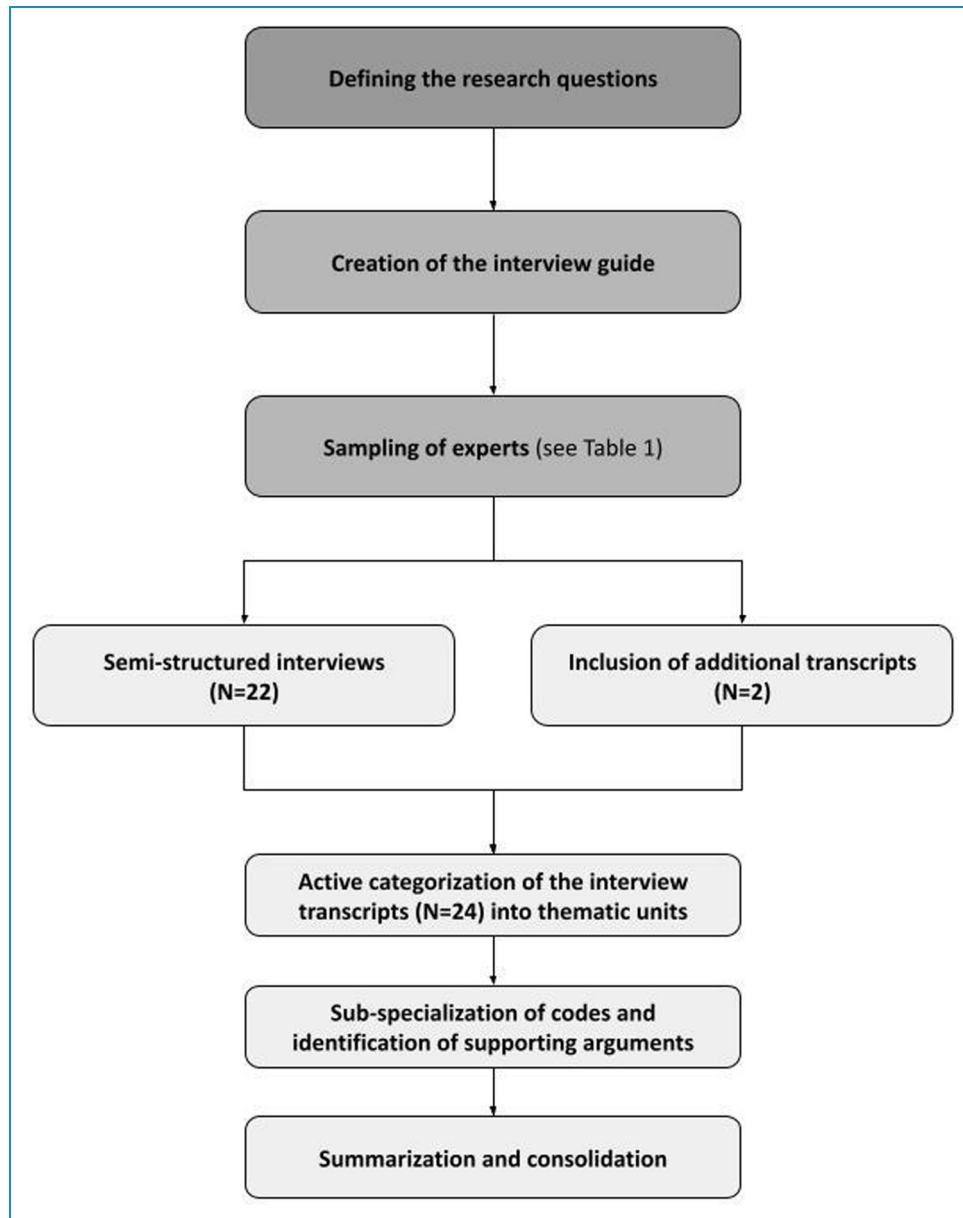 Defining the research questions
Creation of the interview guide
Sampling of experts (see Table 1)
Semi-structured interviews
(N=22)
Inclusion of additional transcripts
(N=2)
Active categorization of the interview
transcripts (N=24) into thematic units
Sub-specialization of codes and
identification of supporting arguments
Summarization and consolidation